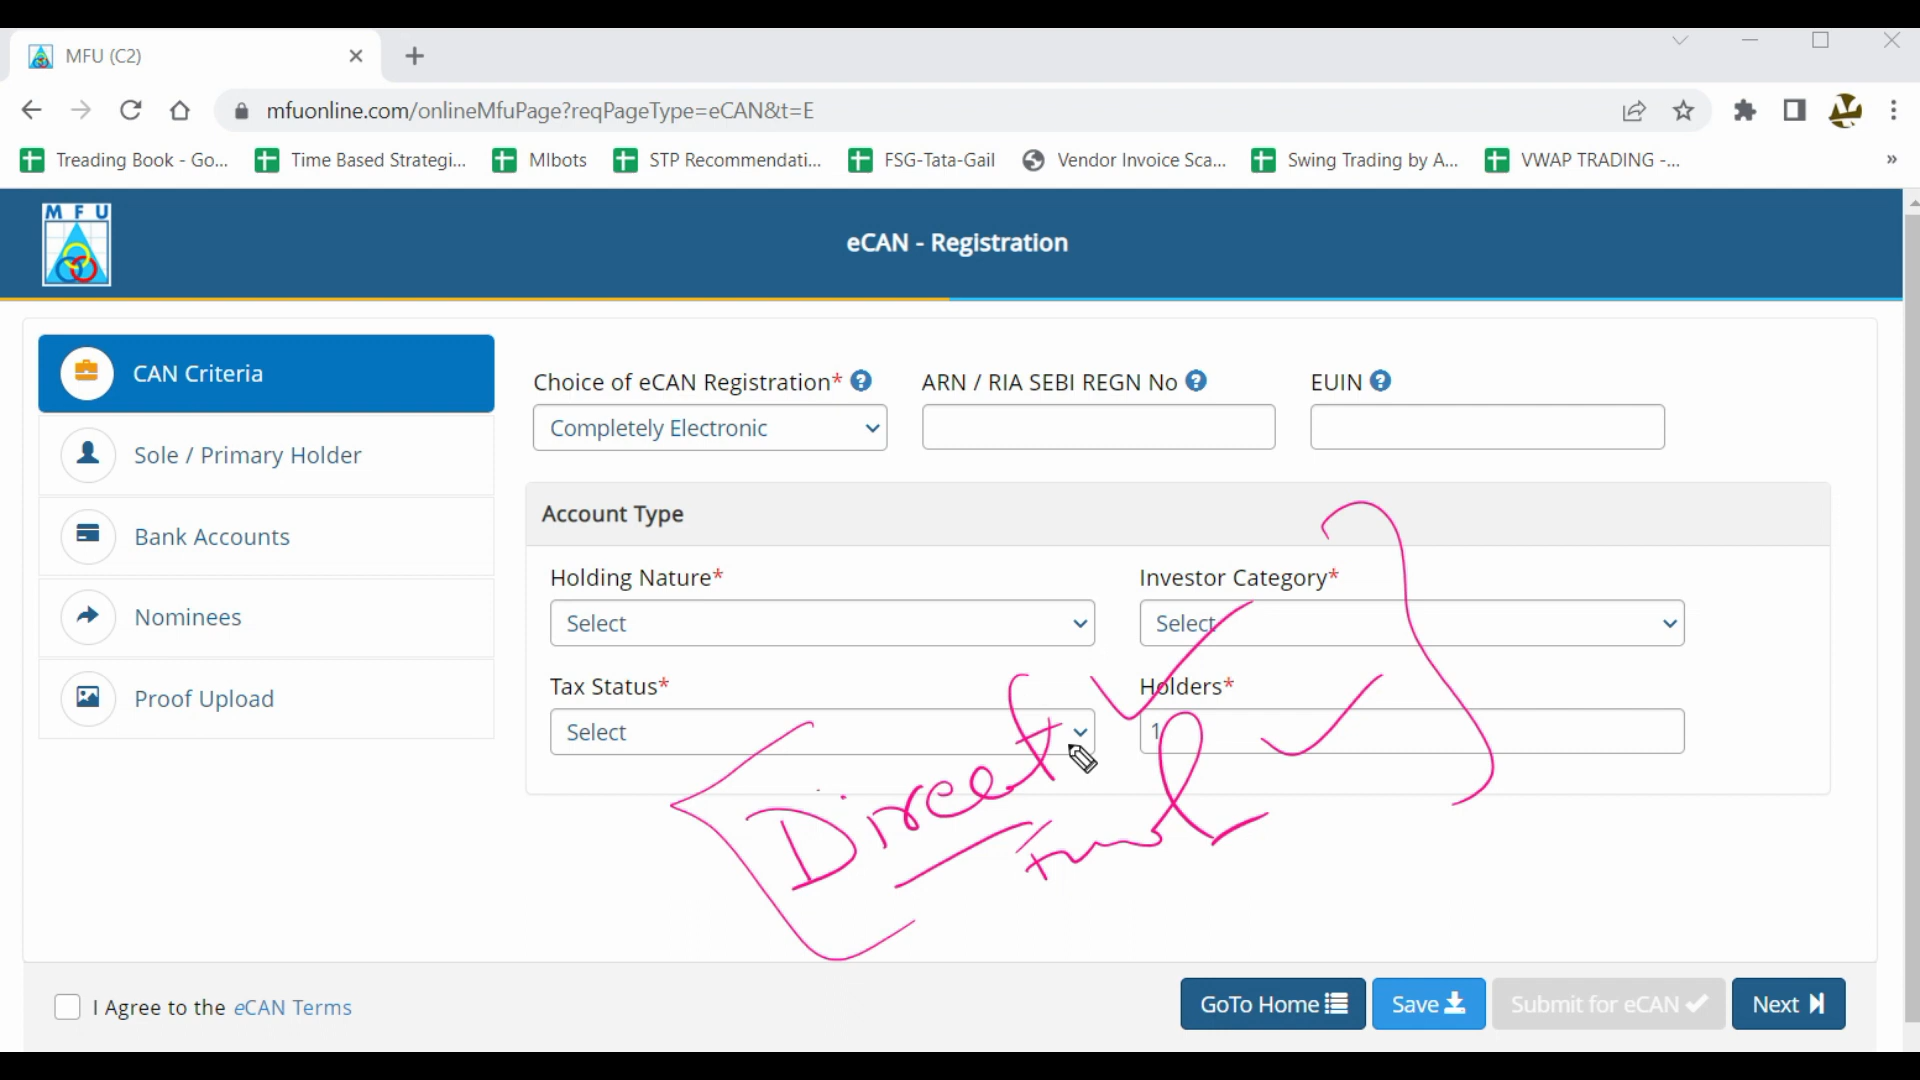 MFU (C2)
mfuonline.com/onlineMfuPage?reqPageType=eCAN&t=E
Treading Book - Go... Time Based Strategi... MIbots STP Recommendati... FSG-Tata-Gail Vendor Invoice Sca... Swing Trading by A... VWAP TRADING -... »
M F U
eCAN - Registration
CAN Criteria
Sole / Primary Holder
Bank Accounts
Nominees
Proof Upload
Choice of eCAN Registration* ? ARN / RIA SEBI REGN No ? EUIN ?
Completely Electronic
Account Type
Holding Nature* Investor Category*
Select Select
Tax Status* Holders*
Select 1
Direct
I Agree to the eCAN Terms
GoTo Home Save Submit for eCAN Next